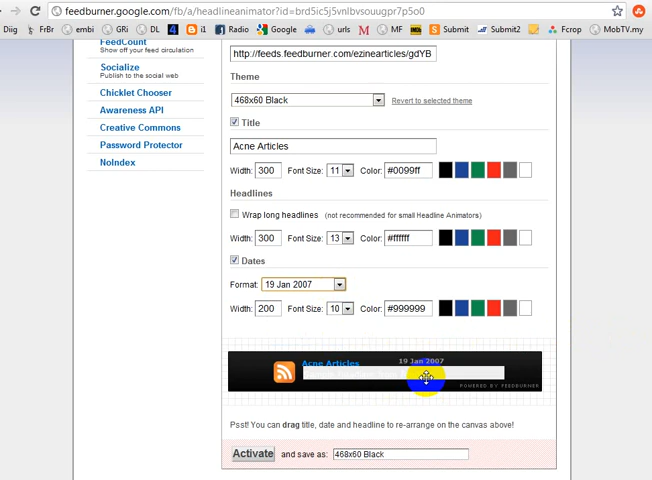 feedburner.google.com/fb/a/headlineanimator?id=brd5ic5j5vnlbvsouugpr7p5o0
Diig FrBr embi i1 DL 4 Blog r3 Google urls M MF Submit Submit2 Fcrop MobTV.my
FeedCount
Show off your feed circulation
Socialize
Publish to the social web
Chicklet Chooser
Awareness API
Creative Commons
Password Protector
NoIndex
http://feeds.feedburner.com/ezinearticles/gdYB
Theme
468x60 Black Revert to selected theme
Title
Acne Articles
Width: 300 Font Size: 11 Color: #0099ff
Headlines
Wrap long headlines (not recommended for small Headline Animators)
Width: 300 Font Size: 13 Color: #ffffff
Dates
Format: 19 Jan 2007
Width: 200 Font Size: 10 Color: #999999
Acne Articles 19 Jan 2007
POWERED BY FEEDBURNER
Psst! You can drag title, date and headline to re-arrange on the canvas above!
Activate and save as: 468x60 Black